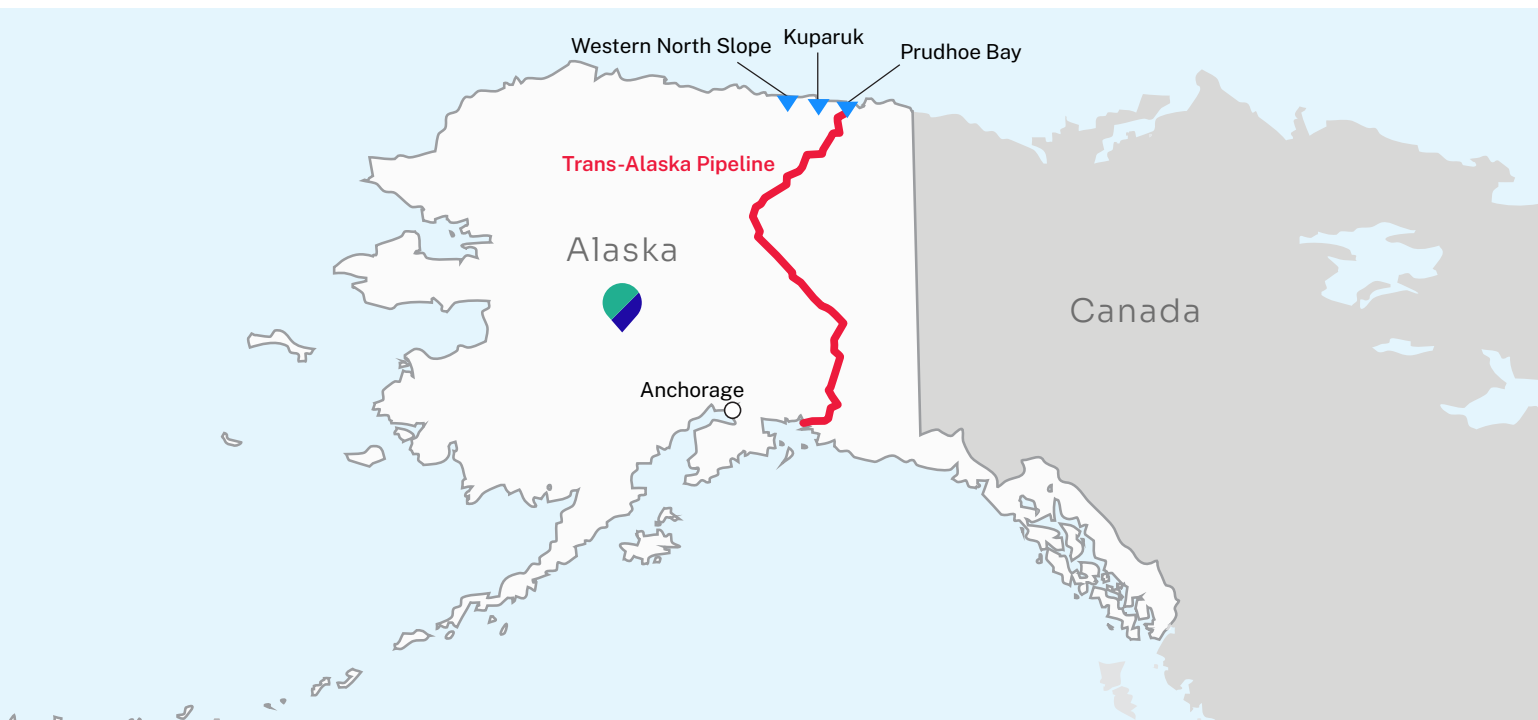 Western North Slope
Kuparuk
Prudhoe Bay
Trans-Alaska Pipeline
Alaska
Canada
Anchorage